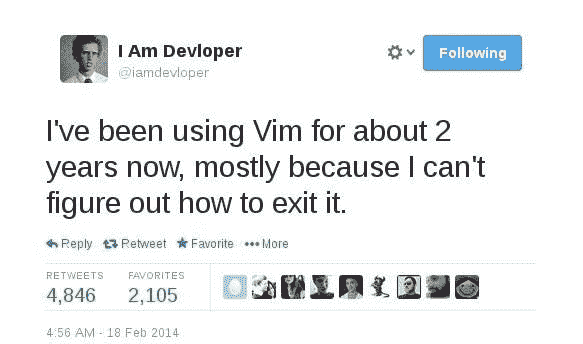 I Am Devloper
@iamdevloper
Following
I've been using Vim for about 2
years now, mostly because I can't
figure out how to exit it.
Reply Retweet Favorite More
RETWEETS FAVORITES
4,846 2,105
4:56 AM - 18 Feb 2014